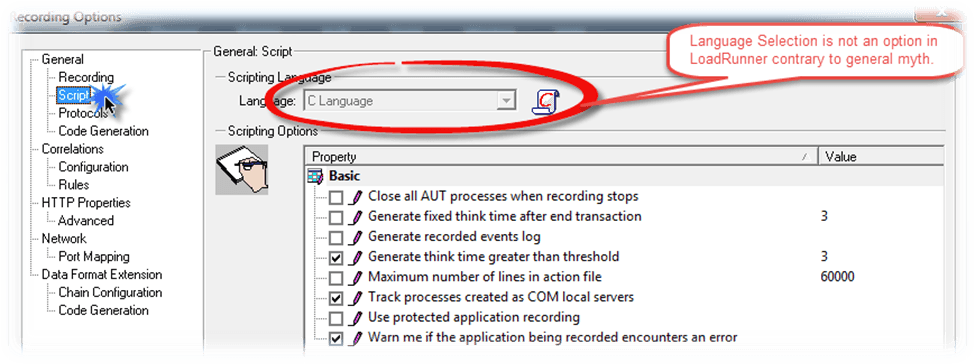 Recording Options
Language Selection is not an option in
LoadRunner contrary to general myth.
General
Recording
Script
Protocols
Code Generation
Correlations
Configuration
Rules
HTTP Properties
Advanced
Network
Port Mapping
Data Format Extension
Chain Configuration
Code Generation
General: Script
Scripting Language
Language: C Language
Scripting Options
Property / Value
Basic
Close all AUT processes when recording stops
Generate fixed think time after end transaction 3
Generate recorded events log
Generate think time greater than threshold 3
Maximum number of lines in action file 60000
Track processes created as COM local servers
Use protected application recording
Warn me if the application being recorded encounters an error